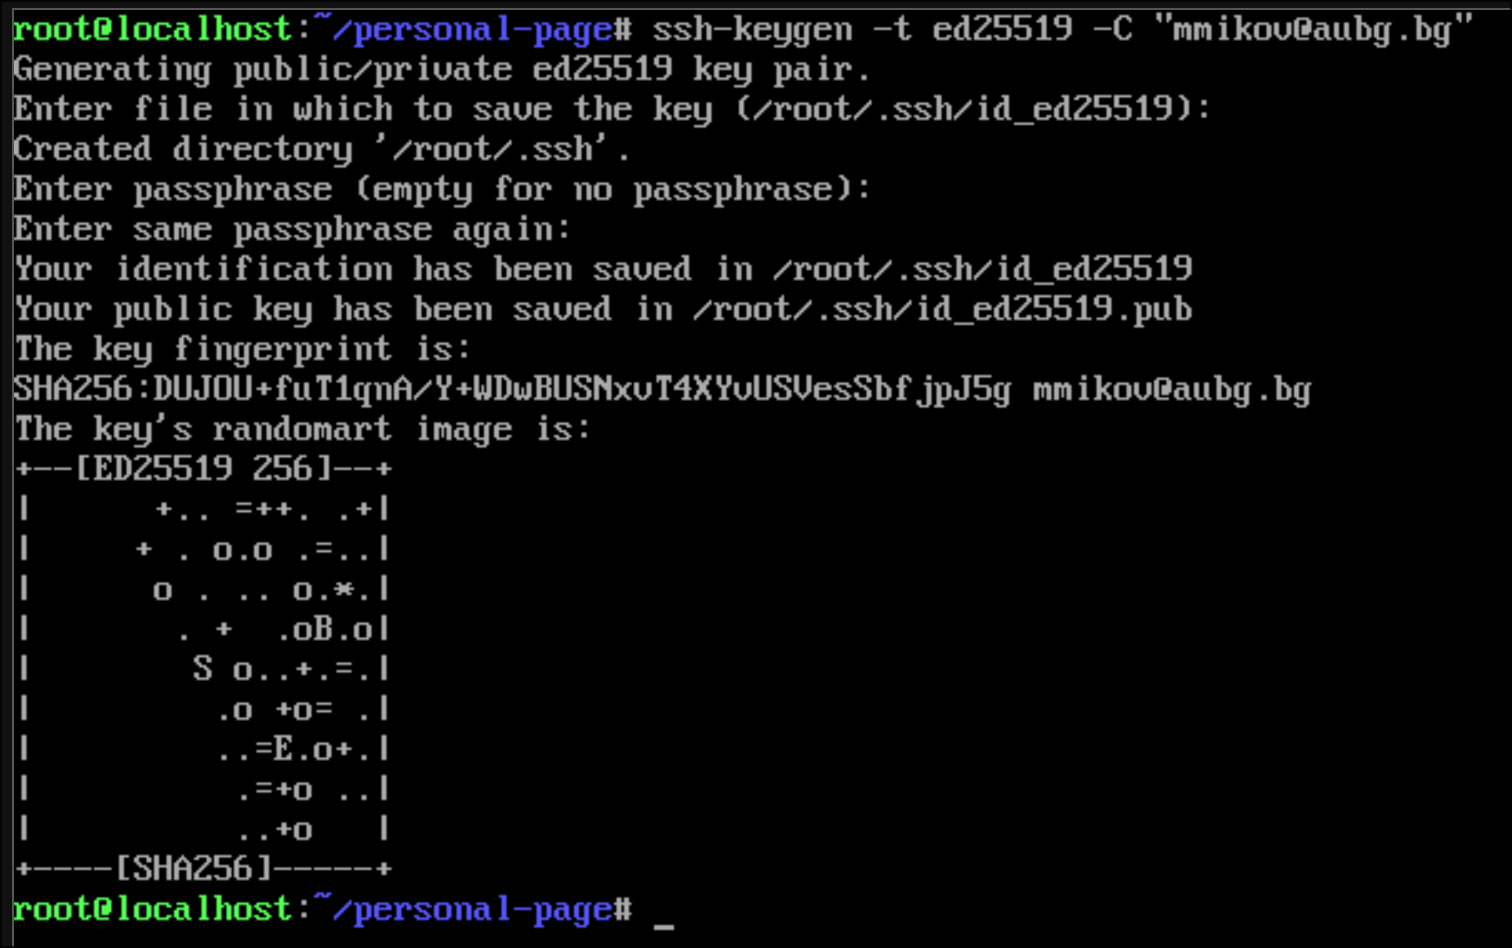 root@localhost:~/personal-page# ssh-keygen -t ed25519 -C "mmikov@aubg.bg"
Generating public/private ed25519 key pair.
Enter file in which to save the key (/root/.ssh/id_ed25519):
Created directory '/root/.ssh'.
Enter passphrase (empty for no passphrase):
Enter same passphrase again:
Your identification has been saved in /root/.ssh/id_ed25519
Your public key has been saved in /root/.ssh/id_ed25519.pub
The key fingerprint is:
SHA256:DUJOU+fuT1qnA/Y+WDwBUSNxvT4XYvUSVesSbfjpJ5g mmikov@aubg.bg
The key's randomart image is:
+--[ED25519 256]--+
|      +.. =++. .+|
|     + . o.o .=..|
|      o . .. o.*.|
|       . +  .oB.o|
|        S o..+.=.|
|         .o +o= .|
|         ..=E.o+.|
|          .=+o ..|
|          ..+o   |
+----[SHA256]-----+
root@localhost:~/personal-page# _